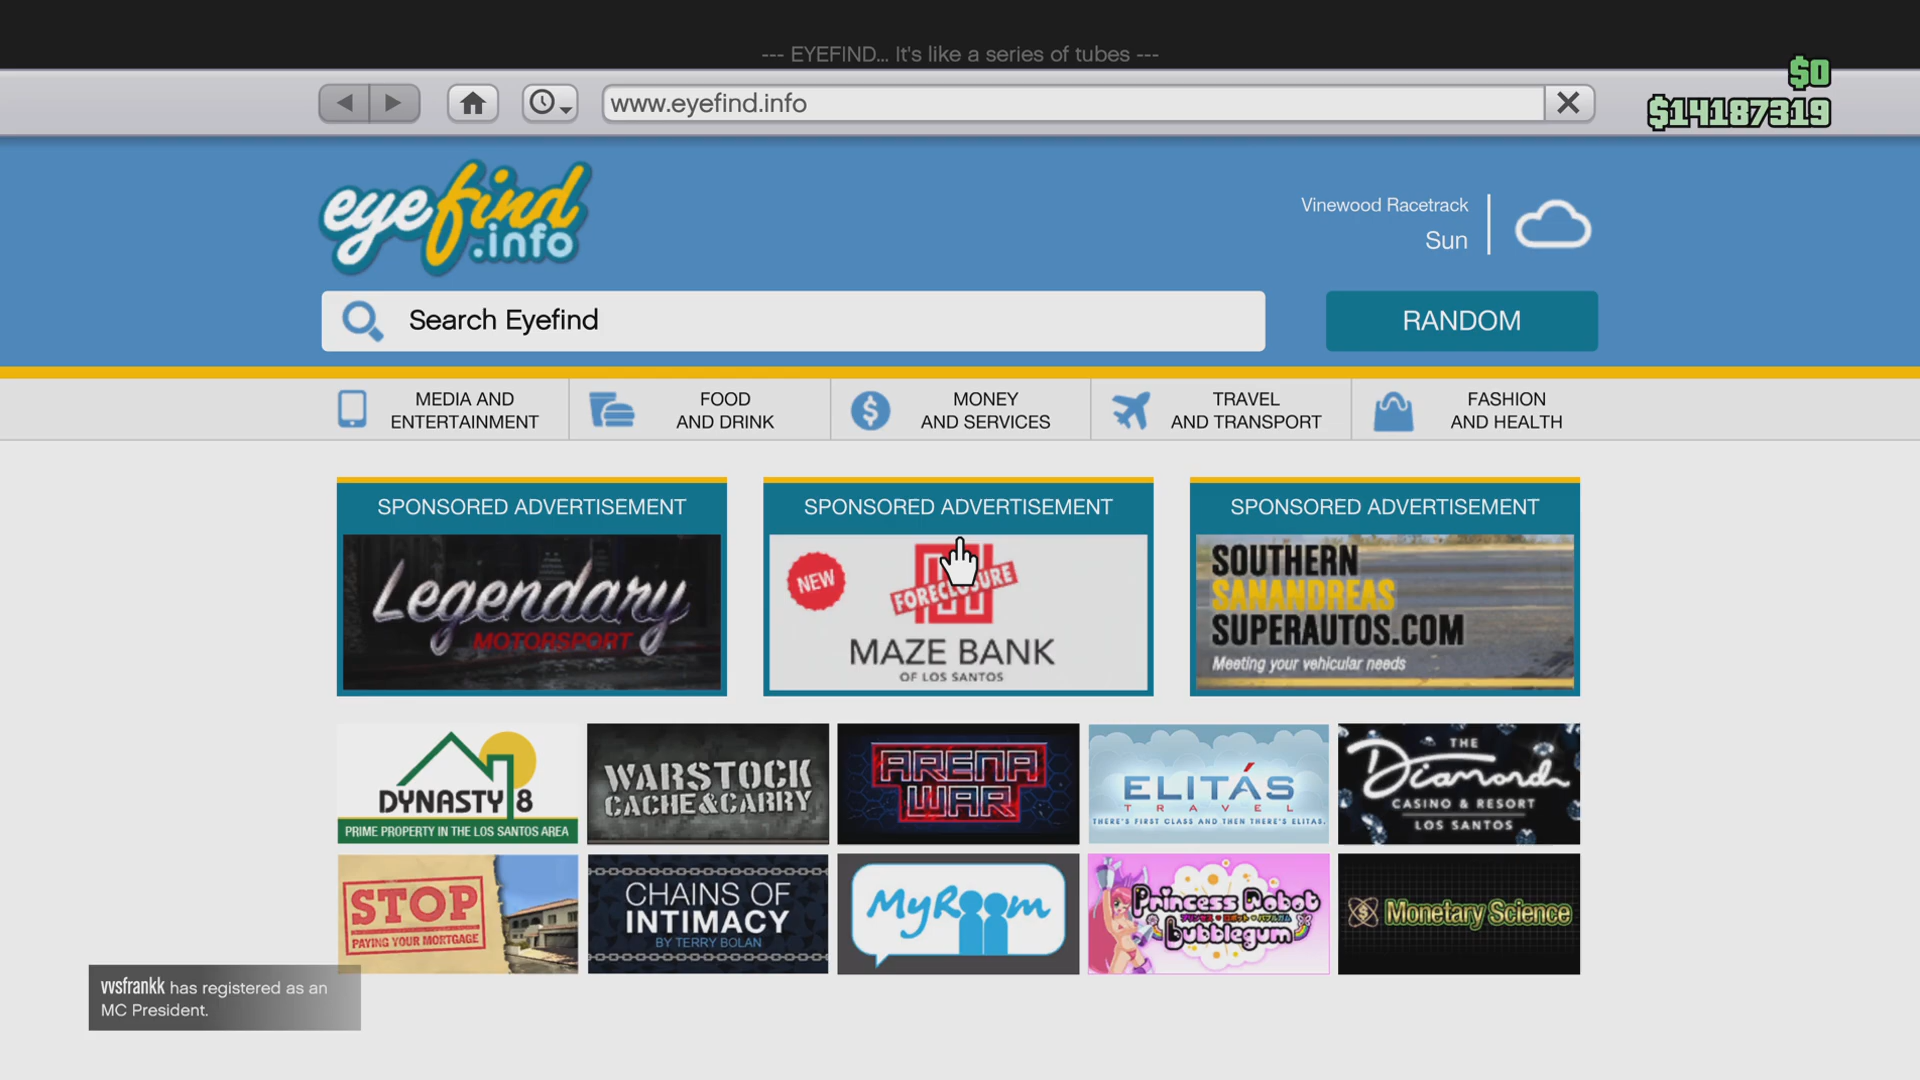 --- EYEFIND... It's like a series of tubes ---
$0
www.eyefind.info
$14187319
eyefind
.info
Vinewood Racetrack
Sun
Search Eyefind
RANDOM
MEDIA AND
ENTERTAINMENT
FOOD
AND DRINK
MONEY
AND SERVICES
TRAVEL
AND TRANSPORT
FASHION
AND HEALTH
SPONSORED ADVERTISEMENT
Legendary
MOTORSPORT
SPONSORED ADVERTISEMENT
NEW
FORECLOSURE
MAZE BANK
OF LOS SANTOS
SPONSORED ADVERTISEMENT
SOUTHERN
SANANDREAS
SUPERAUTOS.COM
Meeting your vehicular needs
DYNASTY 8
PRIME PROPERTY IN THE LOS SANTOS AREA
WARSTOCK
CACHE&CARRY
ARENA
WAR
ELITÁS
TRAVEL
THERE'S FIRST CLASS AND THEN THERE'S ELITAS.
THE
Diamond
CASINO & RESORT
LOS SANTOS
STOP
PAYING YOUR MORTGAGE
CHAINS OF
INTIMACY
BY TERRY BOLAN
MyRoom
Princess Robot
Bubblegum
Monetary Science
vvsfrankk has registered as an
MC President.